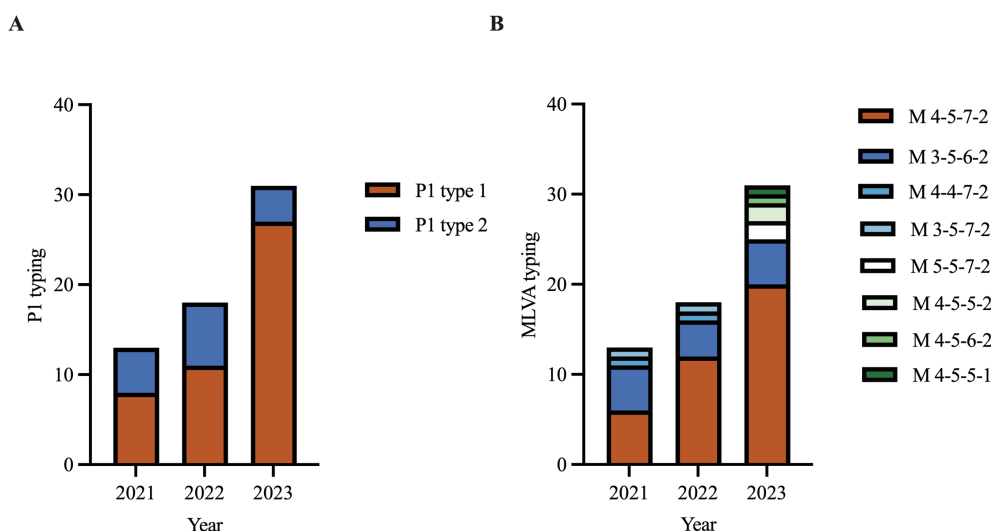 A
P1 typing
40
30
20
10
0
2021 2022 2023
Year
P1 type 1
P1 type 2
B
MLVA typing
40
30
20
10
0
2021 2022 2023
Year
M 4-5-7-2
M 3-5-6-2
M 4-4-7-2
M 3-5-7-2
M 5-5-7-2
M 4-5-5-2
M 4-5-6-2
M 4-5-5-1